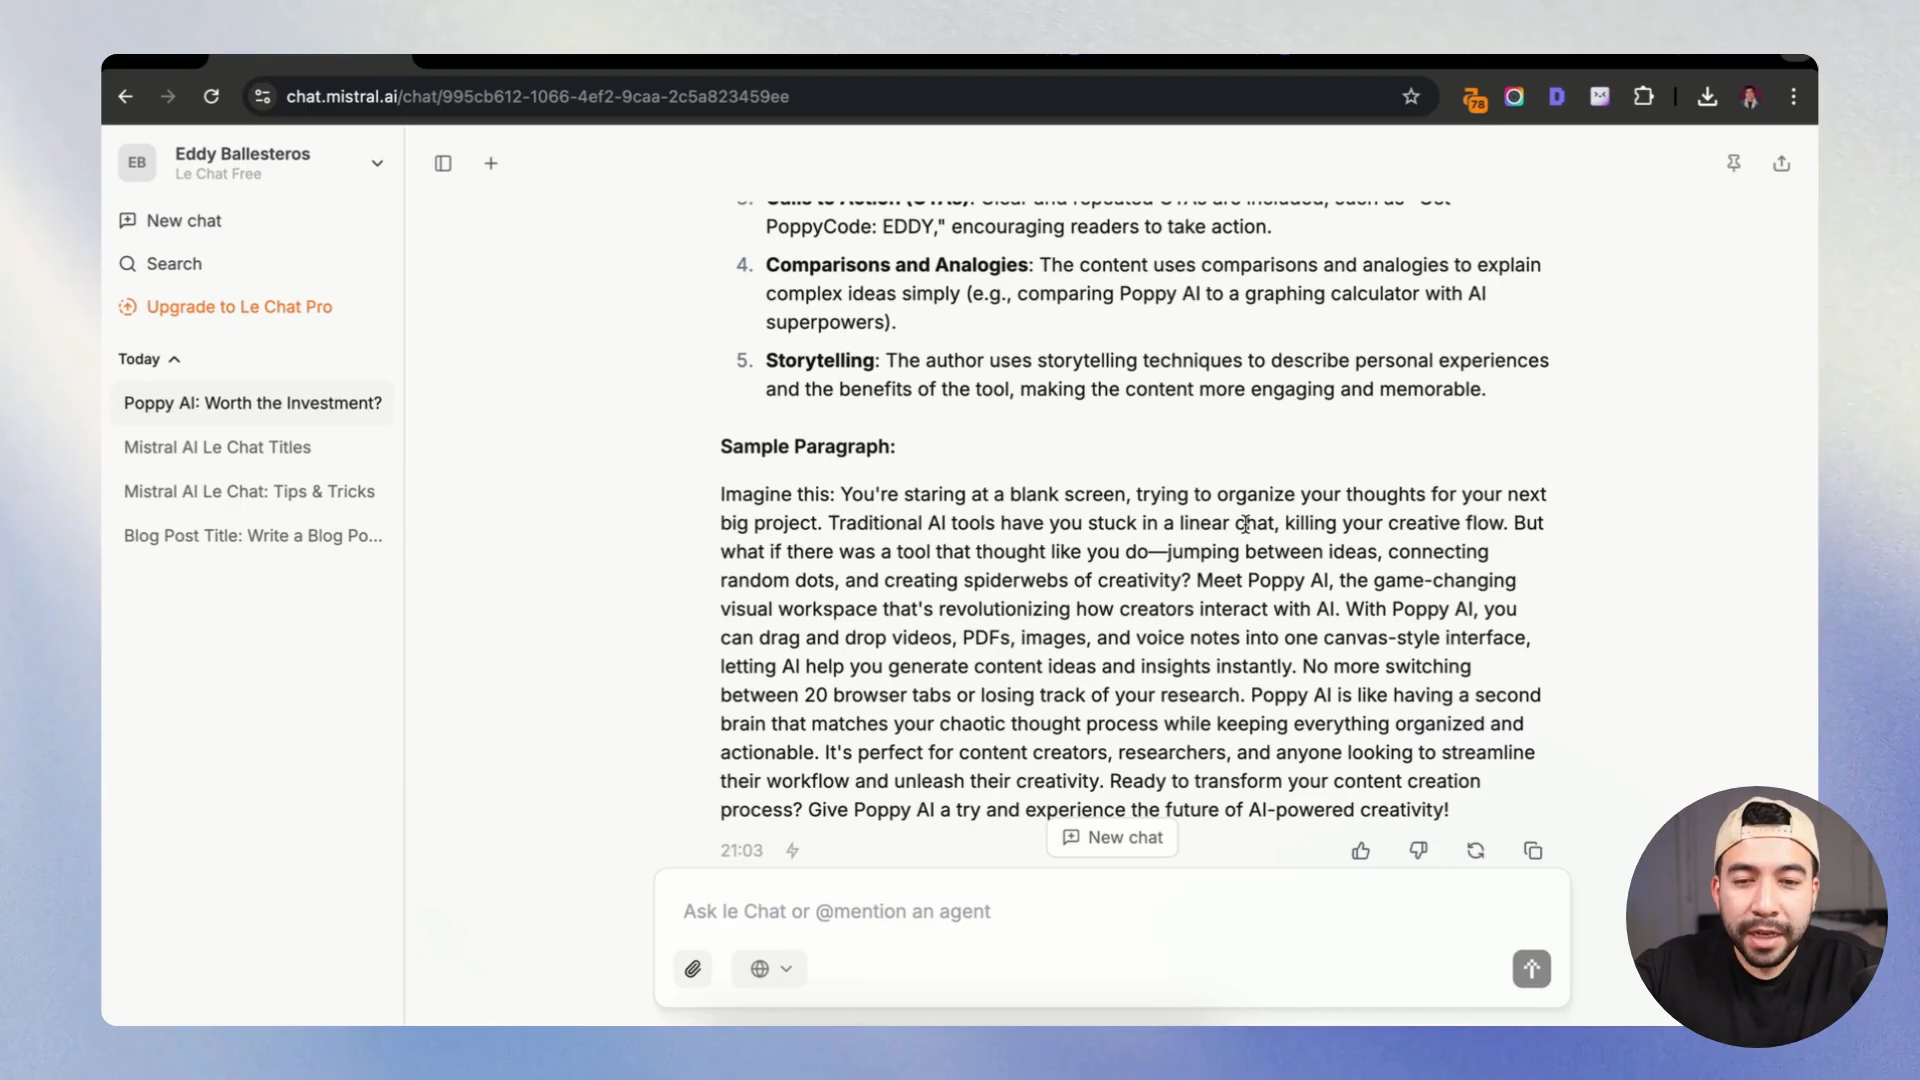 chat.mistral.ai/chat/995cb612-1066-4ef2-9caa-2c5a823459ee
78
EB
Eddy Ballesteros
Le Chat Free
New chat
Search
Upgrade to Le Chat Pro
Today
Poppy AI: Worth the Investment?
Mistral AI Le Chat Titles
Mistral AI Le Chat: Tips & Tricks
Blog Post Title: Write a Blog Po...
PoppyCode: EDDY," encouraging readers to take action.
4. Comparisons and Analogies: The content uses comparisons and analogies to explain
complex ideas simply (e.g., comparing Poppy AI to a graphing calculator with AI
superpowers).
5. Storytelling: The author uses storytelling techniques to describe personal experiences
and the benefits of the tool, making the content more engaging and memorable.
Sample Paragraph:
Imagine this: You're staring at a blank screen, trying to organize your thoughts for your next
big project. Traditional AI tools have you stuck in a linear chat, killing your creative flow. But
what if there was a tool that thought like you do—jumping between ideas, connecting
random dots, and creating spiderwebs of creativity? Meet Poppy AI, the game-changing
visual workspace that's revolutionizing how creators interact with AI. With Poppy AI, you
can drag and drop videos, PDFs, images, and voice notes into one canvas-style interface,
letting AI help you generate content ideas and insights instantly. No more switching
between 20 browser tabs or losing track of your research. Poppy AI is like having a second
brain that matches your chaotic thought process while keeping everything organized and
actionable. It's perfect for content creators, researchers, and anyone looking to streamline
their workflow and unleash their creativity. Ready to transform your content creation
process? Give Poppy AI a try and experience the future of AI-powered creativity!
21:03
New chat
Ask le Chat or @mention an agent